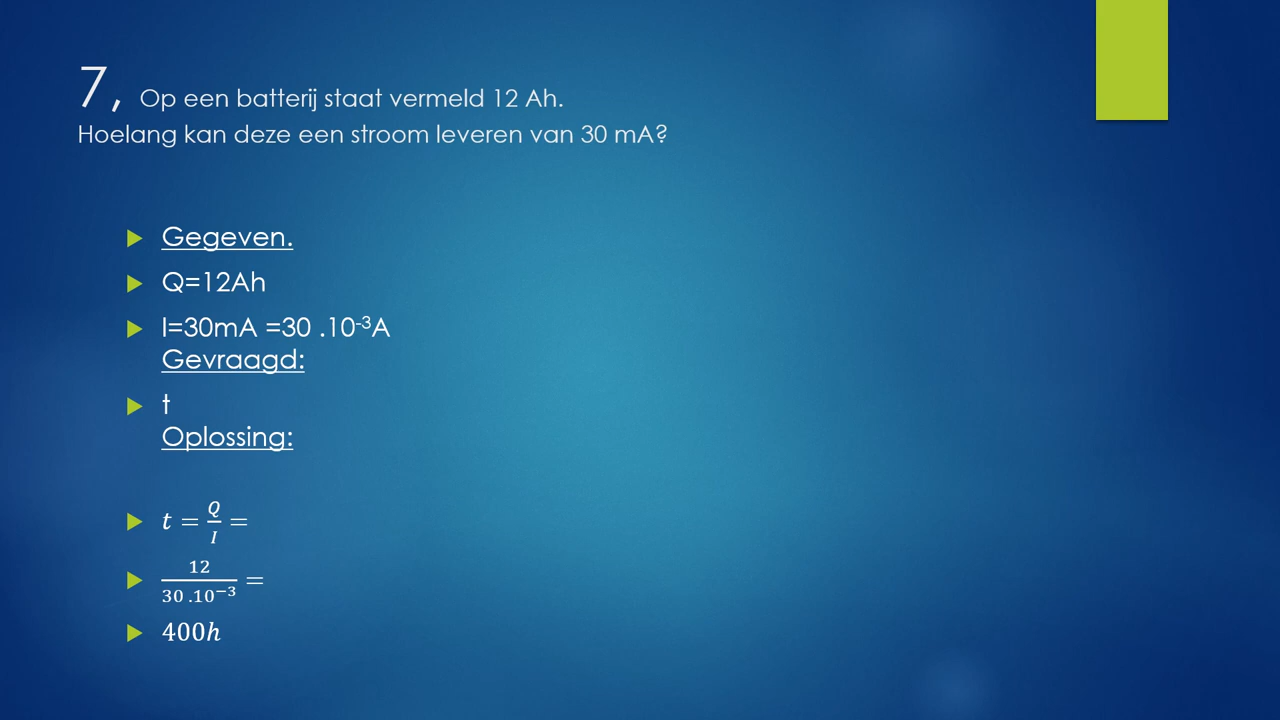 7, Op een batterij staat vermeld 12 Ah.
Hoelang kan deze een stroom leveren van 30 mA?
Gegeven.
Q=12Ah
I=30mA =30 .10⁻³A
Gevraagd:
t
Oplossing:
𝑡 = 𝑄/𝐼 =
12/30 .10⁻³ =
400ℎ